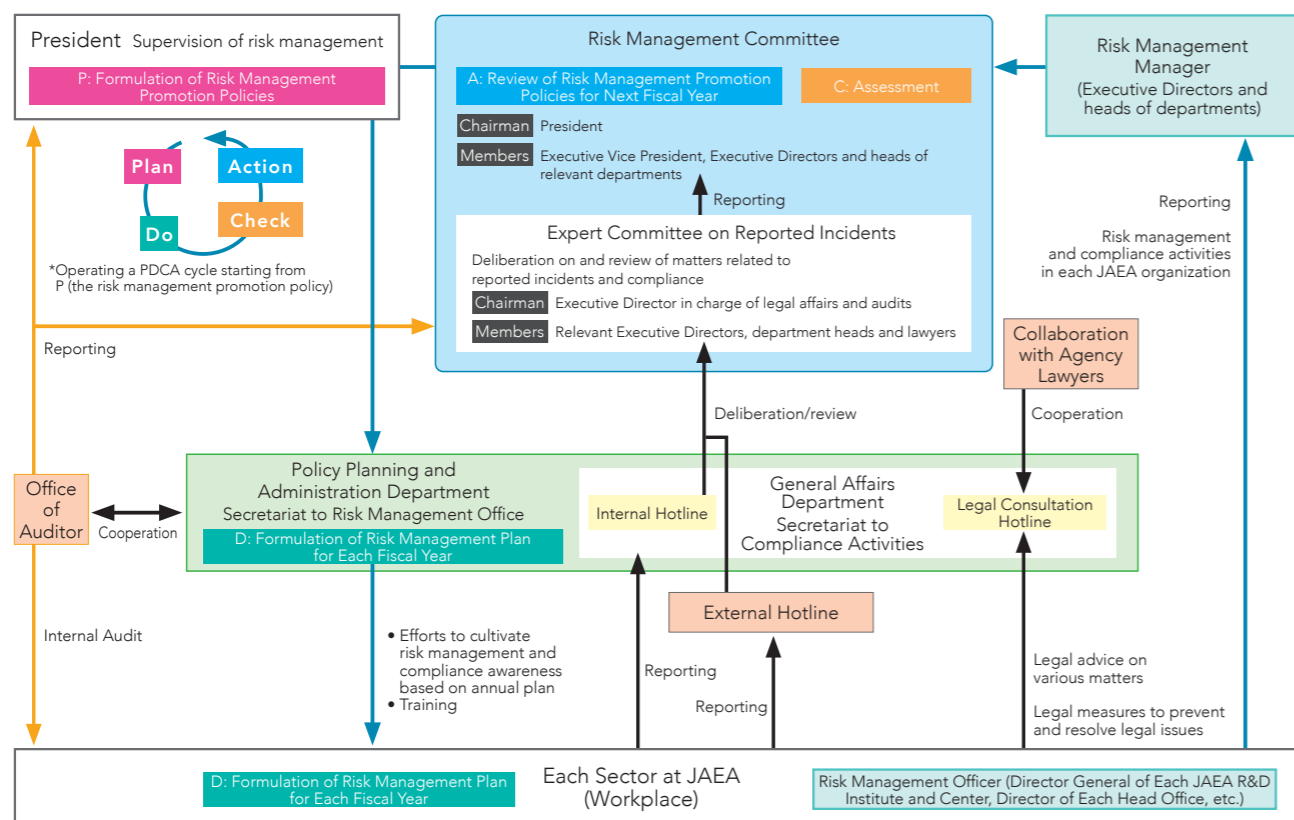 President Supervision of risk management
P: Formulation of Risk Management
Promotion Policies
Plan
Action
Do
Check
*Operating a PDCA cycle starting from
P (the risk management promotion policy)
Risk Management Committee
A: Review of Risk Management Promotion
Policies for Next Fiscal Year
C: Assessment
Chairman President
Members Executive Vice President, Executive Directors and heads of
relevant departments
Reporting
Expert Committee on Reported Incidents
Deliberation on and review of matters related to
reported incidents and compliance
Chairman Executive Director in charge of legal affairs and audits
Members Relevant Executive Directors, department heads and lawyers
Risk Management
Manager
(Executive Directors and
heads of departments)
Reporting
Risk management
and compliance activities
in each JAEA organization
Collaboration
with Agency
Lawyers
Reporting
Deliberation/review
Cooperation
Office
of
Auditor
Cooperation
Policy Planning and
Administration Department
Secretariat to Risk Management Office
D: Formulation of Risk Management Plan
for Each Fiscal Year
Internal Hotline
General Affairs
Department
Secretariat to
Compliance Activities
Legal Consultation
Hotline
External Hotline
Internal Audit
• Efforts to cultivate
risk management and
compliance awareness
based on annual plan
• Training
Reporting
Reporting
Legal advice on
various matters
Legal measures to prevent
and resolve legal issues
D: Formulation of Risk Management Plan
for Each Fiscal Year
Each Sector at JAEA
(Workplace)
Risk Management Officer (Director General of Each JAEA R&D
Institute and Center, Director of Each Head Office, etc.)